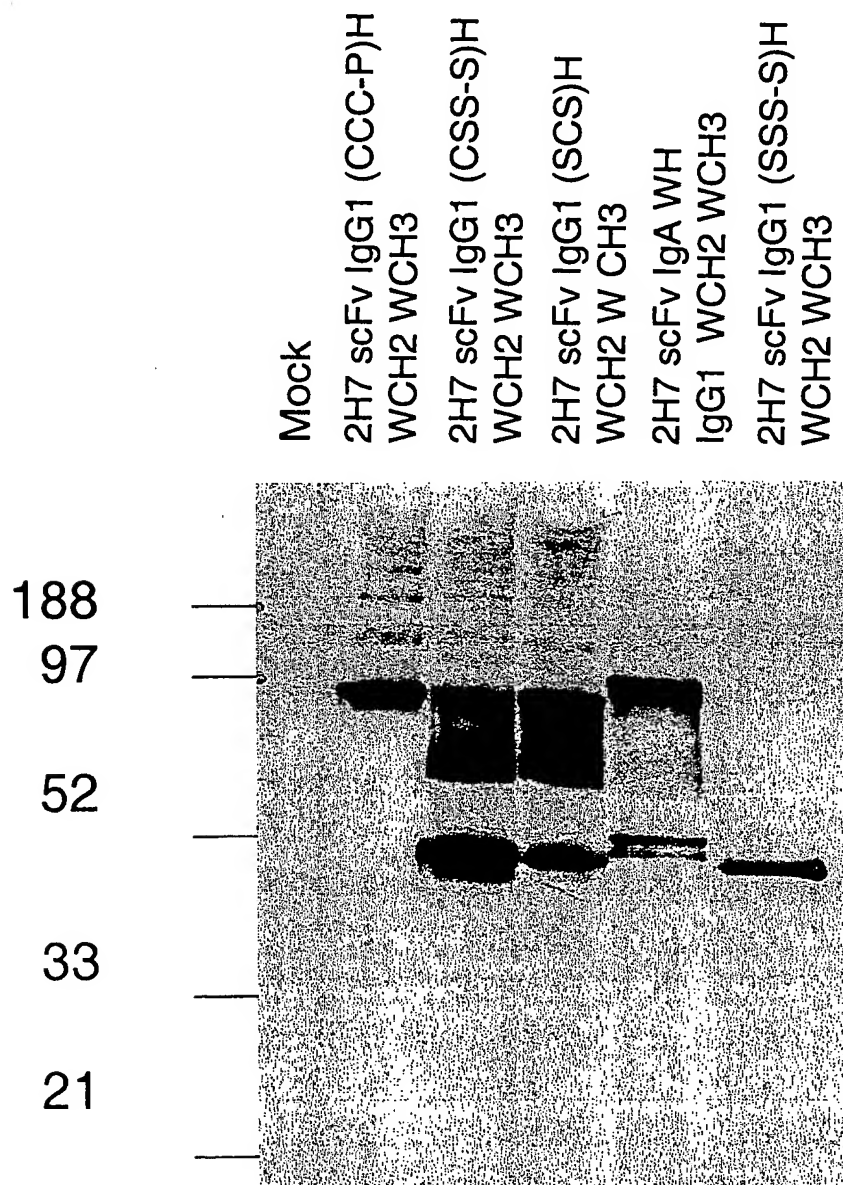 Mock
2H7 scFv IgG1 (CCC-P)H
WCH2 WCH3
2H7 scFv IgG1 (CSS-S)H
WCH2 WCH3
2H7 scFv IgG1 (SCS)H
WCH2 W CH3
2H7 scFv IgA WH
IgG1 WCH2 WCH3
2H7 scFv IgG1 (SSS-S)H
WCH2 WCH3
188
97
52
33
21